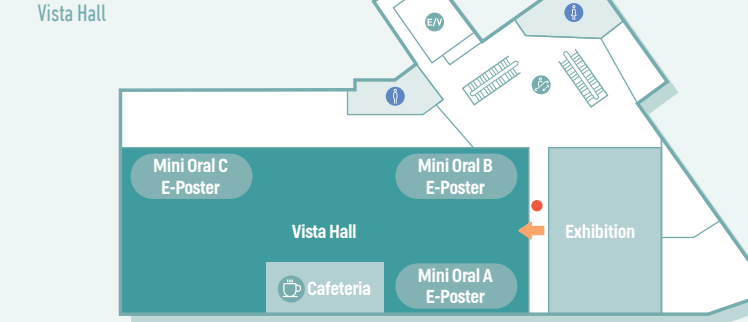 Vista Hall
E/V
Mini Oral C
E-Poster
Mini Oral B
E-Poster
Vista Hall
Exhibition
Cafeteria
Mini Oral A
E-Poster